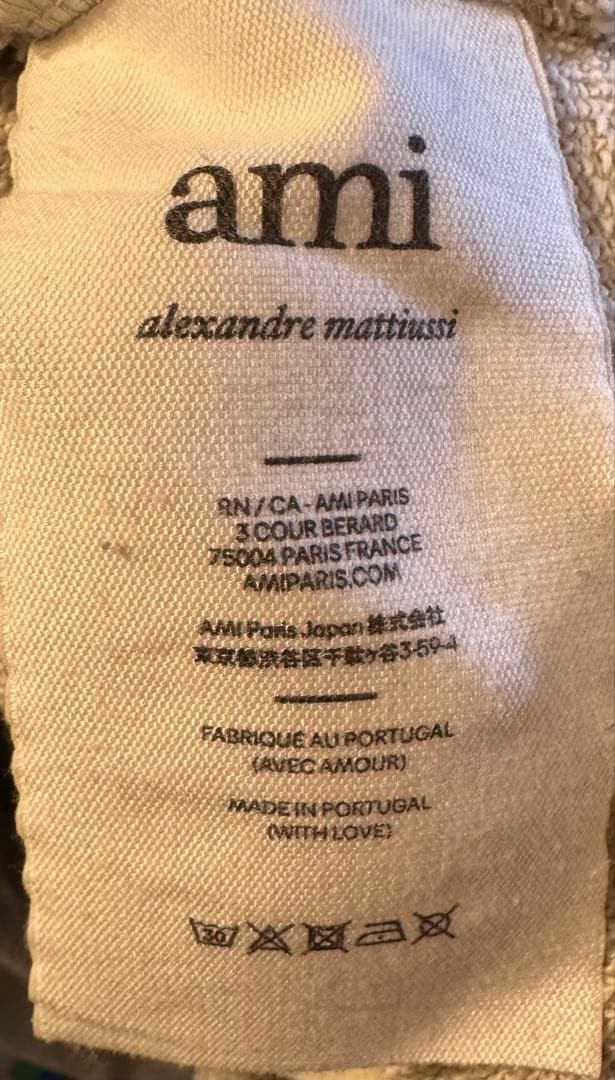 ami
alexandre mattiussi
RN / CA - AMI PARIS
3 COUR BERARD
75004 PARIS FRANCE
AMIPARIS.COM
AMI Paris Japan 株式会社
東京都渋谷区千駄ヶ谷3-59-4
FABRIQUÉ AU PORTUGAL
(AVEC AMOUR)
MADE IN PORTUGAL
(WITH LOVE)
30